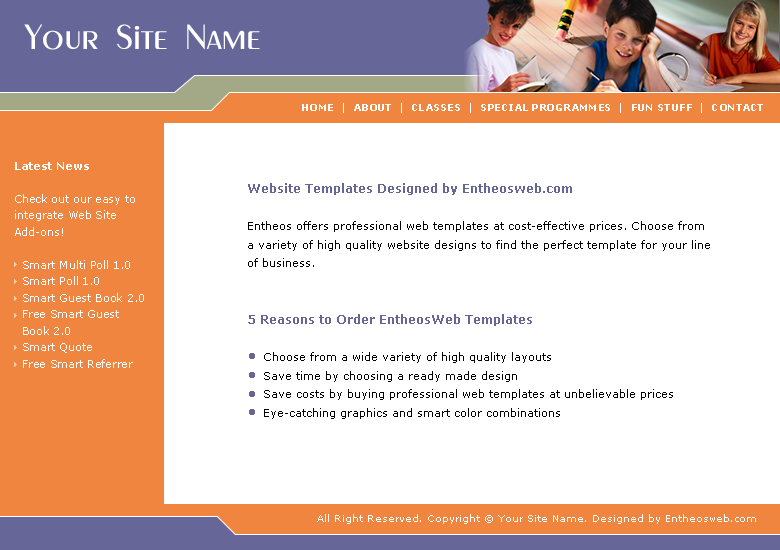 Your Site Name
HOME | ABOUT | CLASSES | SPECIAL PROGRAMMES | FUN STUFF | CONTACT
Latest News
Check out our easy to
integrate Web Site
Add-ons!
Smart Multi Poll 1.0
Smart Poll 1.0
Smart Guest Book 2.0
Free Smart Guest
Book 2.0
Smart Quote
Free Smart Referrer
Website Templates Designed by Entheosweb.com
Entheos offers professional web templates at cost-effective prices. Choose from
a variety of high quality website designs to find the perfect template for your line
of business.
5 Reasons to Order EntheosWeb Templates
Choose from a wide variety of high quality layouts
Save time by choosing a ready made design
Save costs by buying professional web templates at unbelievable prices
Eye-catching graphics and smart color combinations
All Right Reserved. Copyright © Your Site Name. Designed by Entheosweb.com